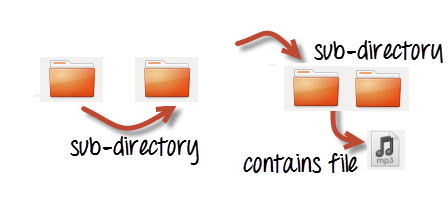 sub-directory
sub-directory
contains file
mp3